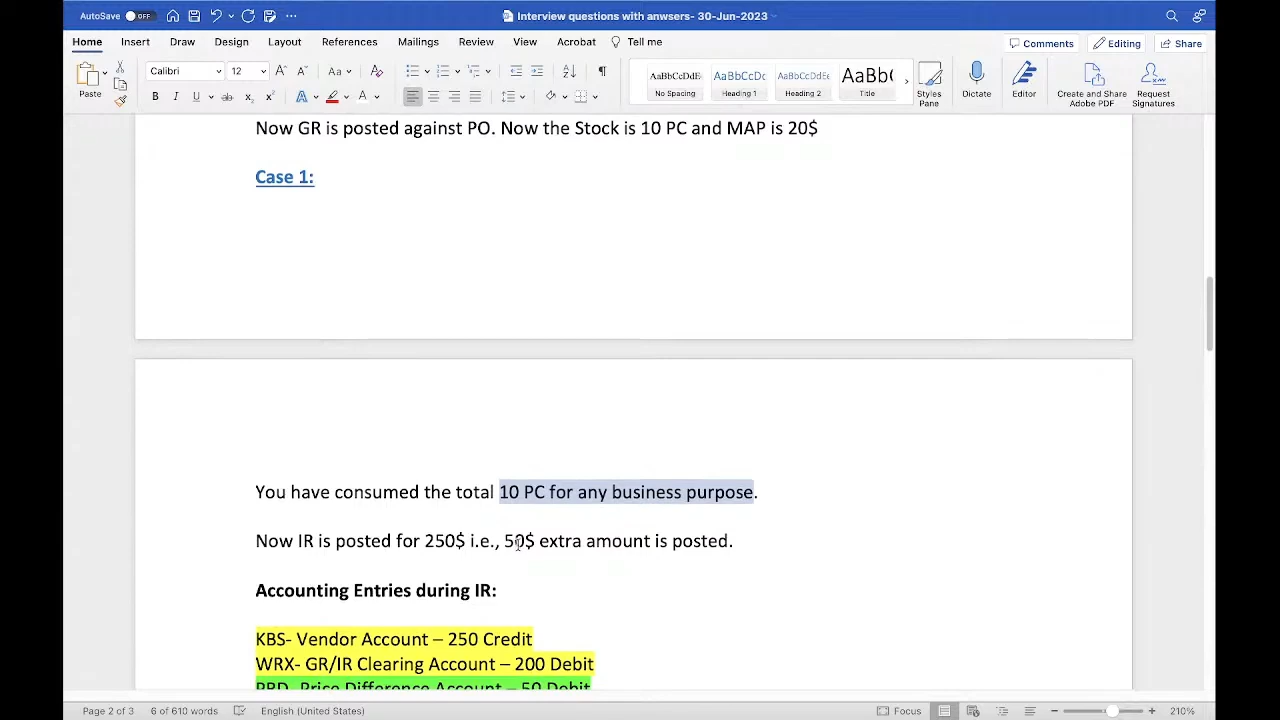 AutoSave OFF
Interview questions with anwsers- 30-Jun-2023
Home Insert Draw Design Layout References Mailings Review View Acrobat Tell me
Comments Editing Share
Paste
Calibri 12
AaBbCcDdE No Spacing
AaBbCcDc Heading 1
AaBbCcDdEe Heading 2
AaBb( Title
Styles Pane
Dictate
Editor
Create and Share Adobe PDF
Request Signatures
Now GR is posted against PO. Now the Stock is 10 PC and MAP is 20$
Case 1:
You have consumed the total 10 PC for any business purpose.
Now IR is posted for 250$ i.e., 50$ extra amount is posted.
Accounting Entries during IR:
KBS- Vendor Account – 250 Credit
WRX- GR/IR Clearing Account – 200 Debit
PRD- Price Difference Account – 50 Debit
Page 2 of 3 6 of 610 words English (United States) Focus 210%